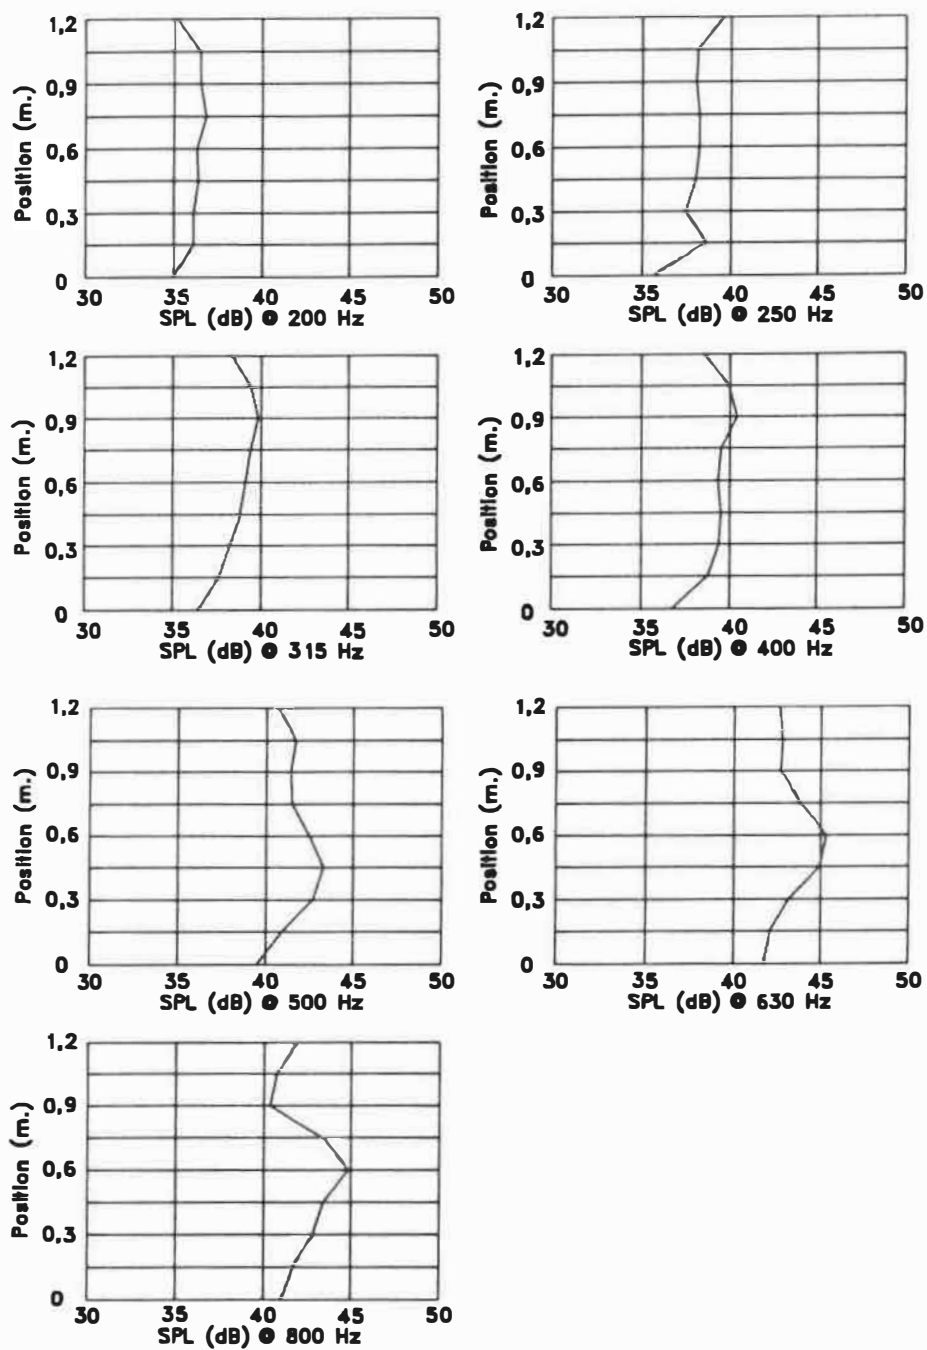 1,2
0,9
0,6
0,3
0
Position (m.)
30 35 40 45 50
SPL (dB) @ 200 Hz
1,2
0,9
0,6
0,3
0
Position (m.)
30 35 40 45 50
SPL (dB) @ 250 Hz
1,2
0,9
0,6
0,3
0
Position (m.)
30 35 40 45 50
SPL (dB) @ 315 Hz
1,2
0,9
0,6
0,3
0
Position (m.)
30 35 40 45 50
SPL (dB) @ 400 Hz
1,2
0,9
0,6
0,3
0
Position (m.)
30 35 40 45 50
SPL (dB) @ 500 Hz
1,2
0,9
0,6
0,3
0
Position (m.)
30 35 40 45 50
SPL (dB) @ 630 Hz
1,2
0,9
0,6
0,3
0
Position (m.)
30 35 40 45 50
SPL (dB) @ 800 Hz